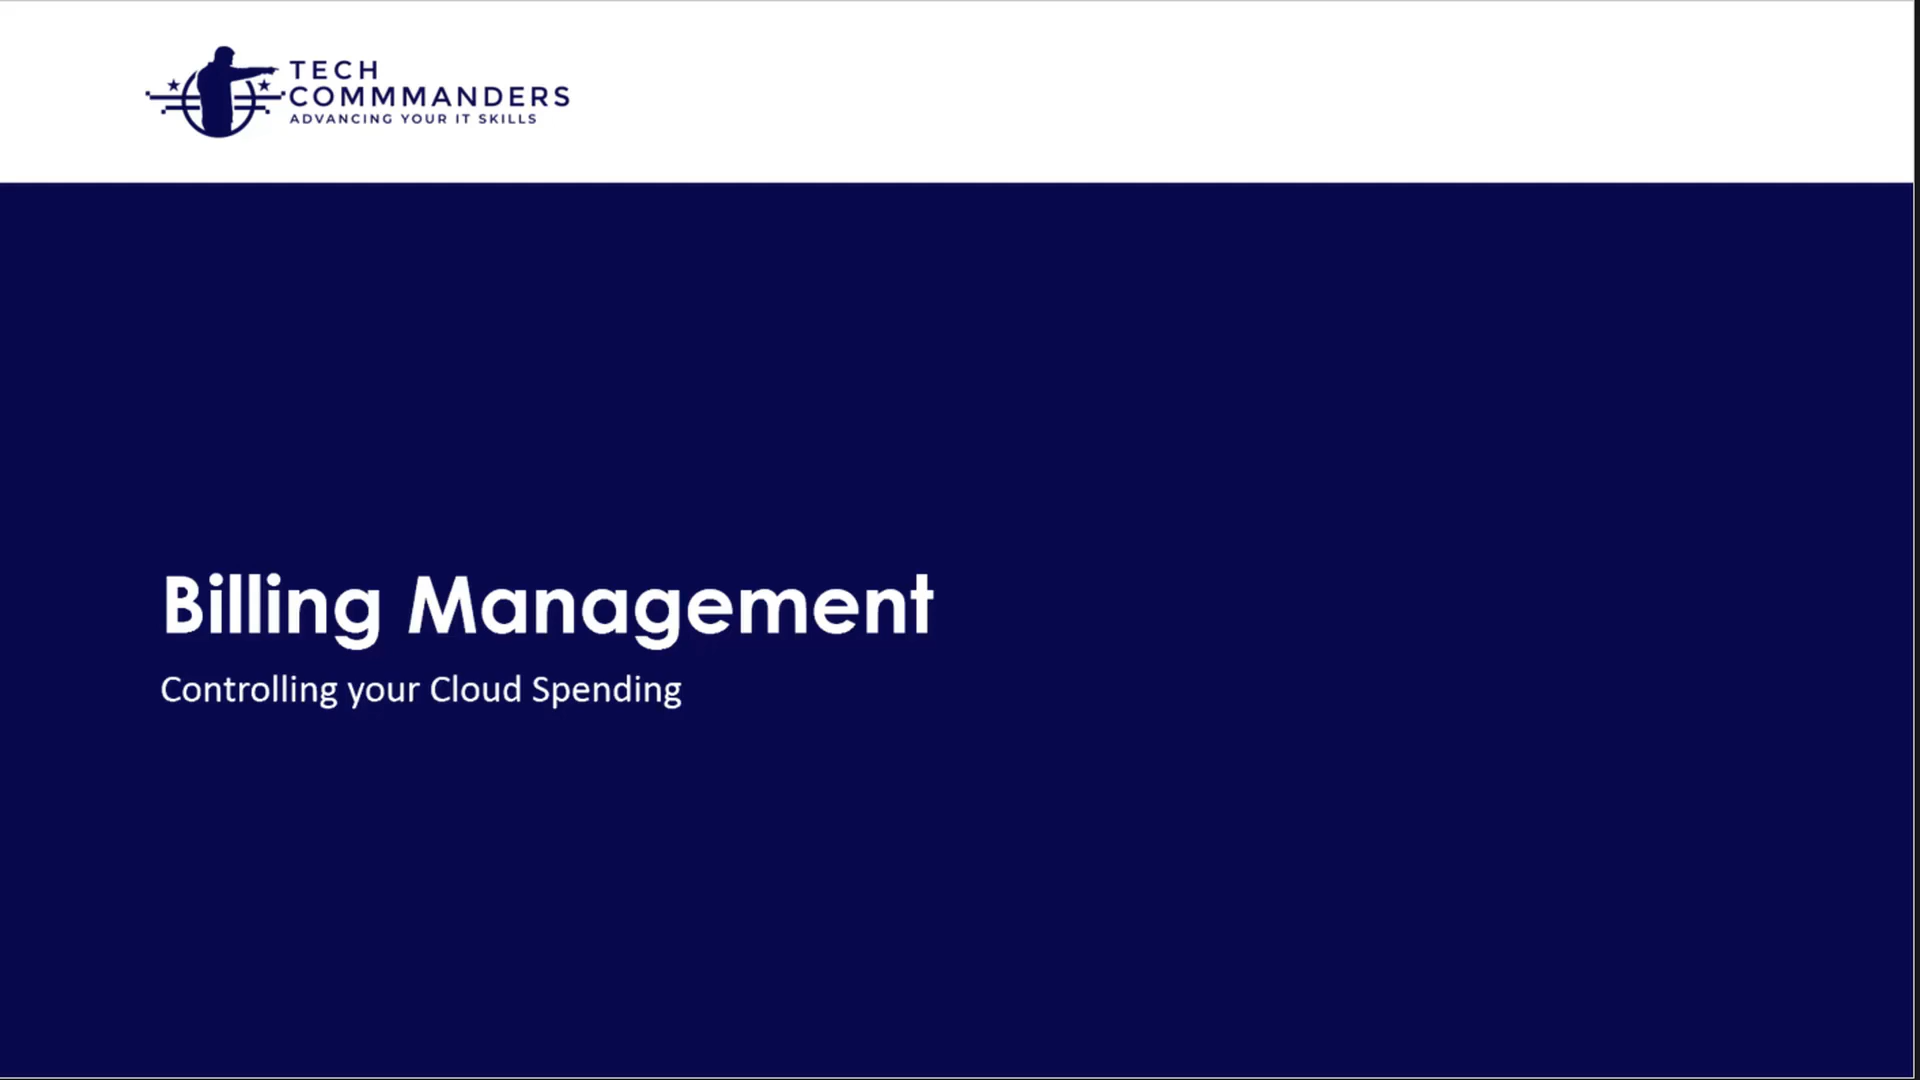 TECH
COMMMANDERS
ADVANCING YOUR IT SKILLS
Billing Management
Controlling your Cloud Spending